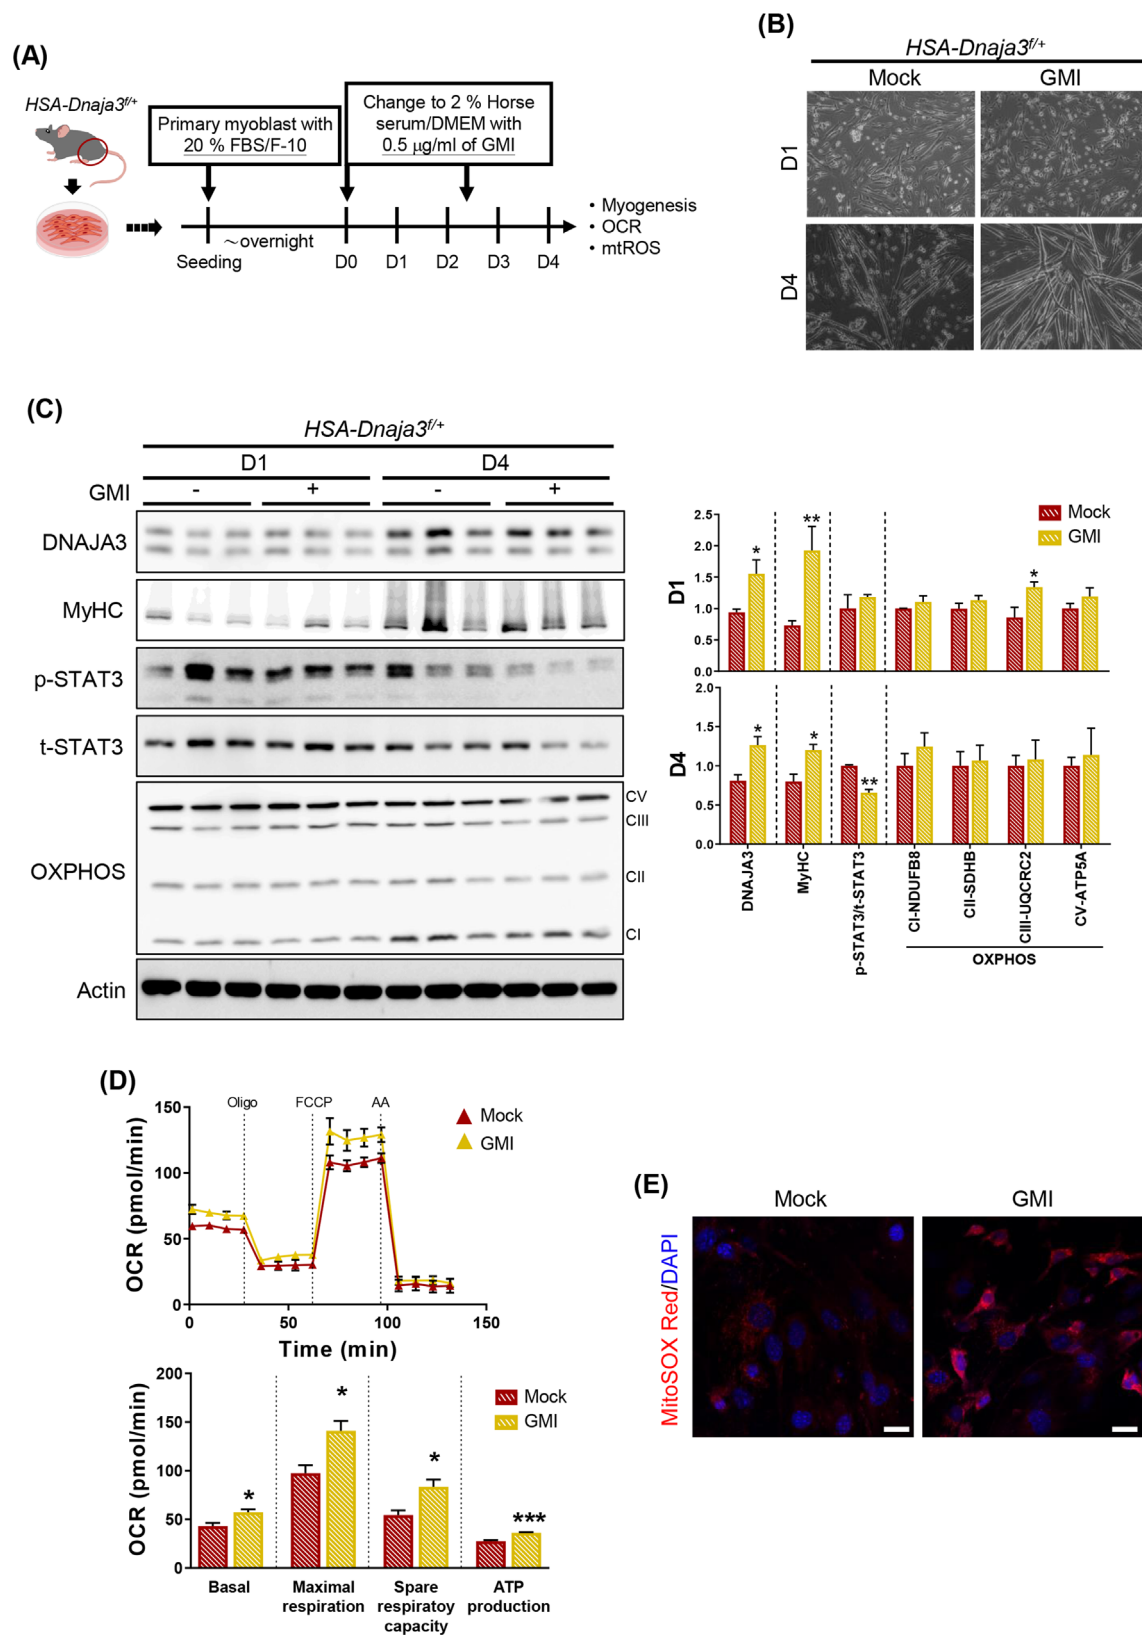 (A)
HSA-Dnaja3f/+
Primary myoblast with
20 % FBS/F-10
Change to 2 % Horse
serum/DMEM with
0.5 μg/ml of GMI
~overnight
Seeding
D0
D1
D2
D3
D4
• Myogenesis
• OCR
• mtROS
(B)
HSA-Dnaja3f/+
Mock
GMI
D1
D4
(C)
HSA-Dnaja3f/+
D1
D4
GMI
-
+
-
+
DNAJA3
MyHC
p-STAT3
t-STAT3
OXPHOS
CV
CIII
CII
CI
Actin
Mock
GMI
D1
2.5
2.0
1.5
1.0
0.5
0.0
*
**
*
D4
2.0
1.5
1.0
0.5
0.0
*
*
**
DNAJA3
MyHC
p-STAT3/t-STAT3
CI-NDUFB8
CII-SDHB
CIII-UQCRC2
CV-ATP5A
OXPHOS
(D)
Oligo
FCCP
AA
Mock
GMI
OCR (pmol/min)
150
100
50
0
0
50
100
150
Time (min)
OCR (pmol/min)
200
150
100
50
0
Mock
GMI
*
*
*
***
Basal
Maximal
respiration
Spare
respiratoy
capacity
ATP
production
(E)
Mock
GMI
MitoSOX Red/DAPI